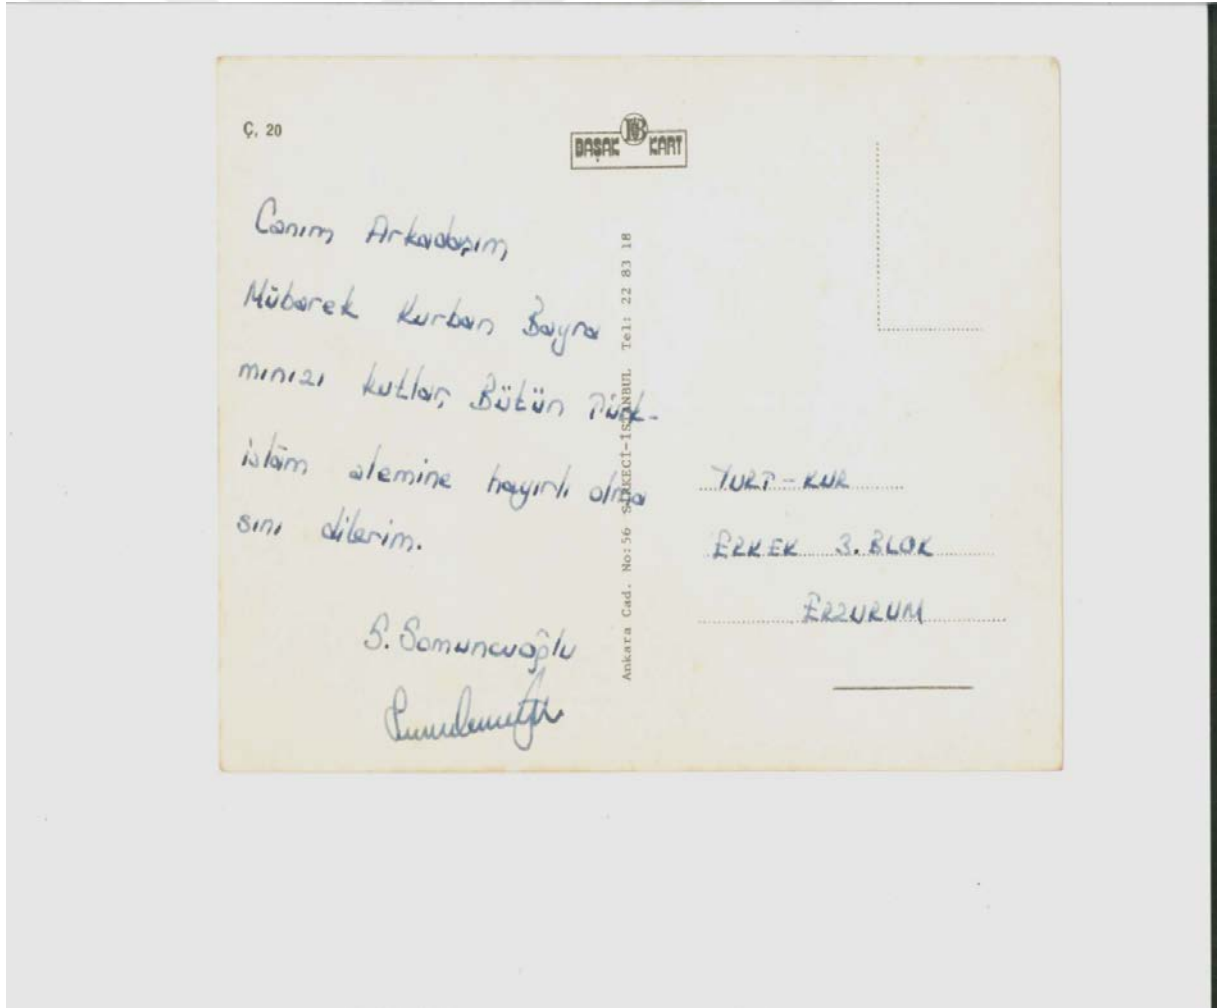 Ç. 20
BAŞAK KART
Canım Arkadaşım
Mübarek Kurban Bayra
mınızı kutlar, Bütün Türk-
islâm alemine hayırlı olma
sını dilerim.
S. Somuncuoğlu
Ankara Cad. No:56 SİRKECİ-İSTANBUL Tel: 22 83 18
YURT-KUR
ERKEK 3. BLOK
ERZURUM